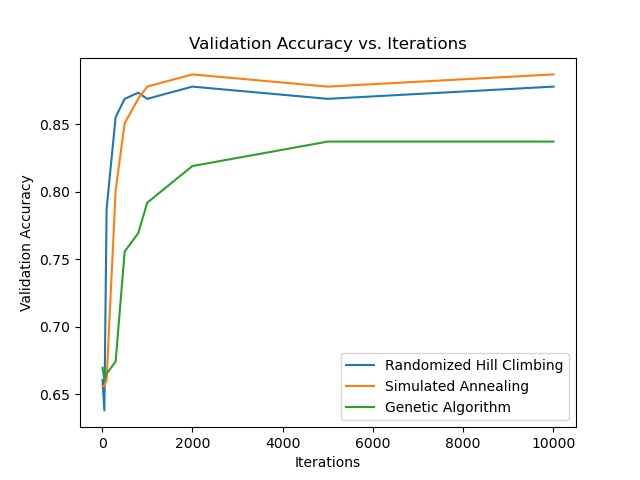 Validation Accuracy vs. Iterations
Validation Accuracy
0.85
0.80
0.75
0.70
0.65
Randomized Hill Climbing
Simulated Annealing
Genetic Algorithm
0 2000 4000 6000 8000 10000
Iterations